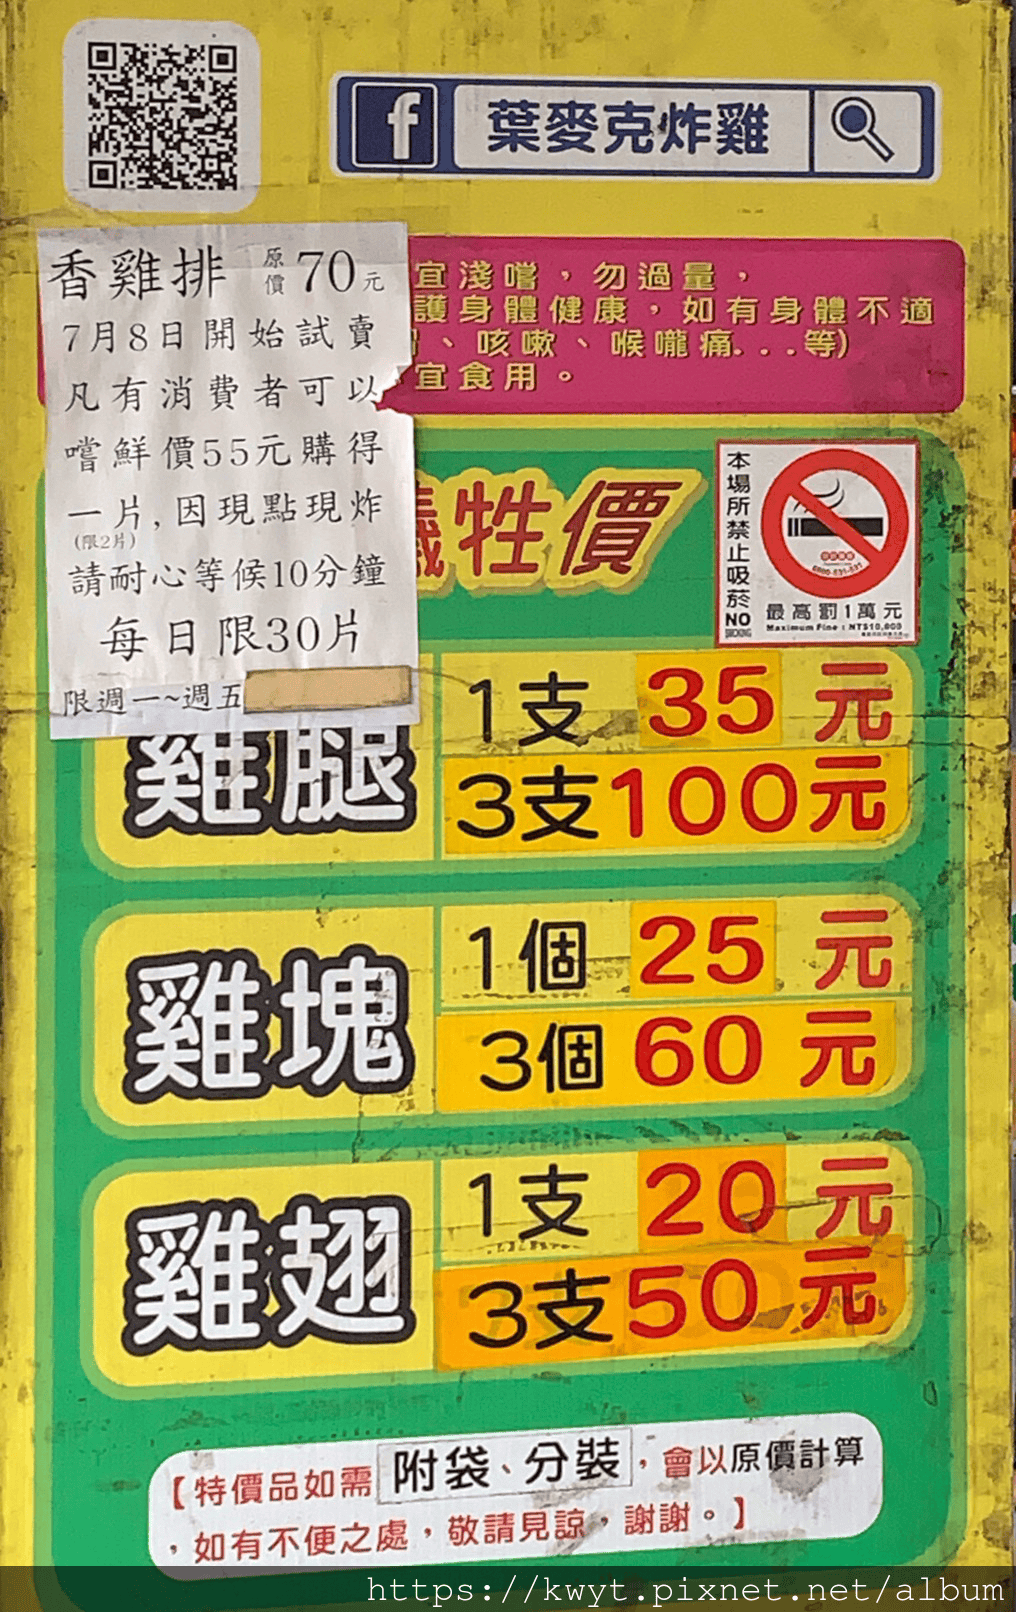 f 葉麥克炸雞
香雞排 原價70元
7月8日開始試賣
凡有消費者可以
嚐鮮價55元購得
一片,因現點現炸
(限2片)
請耐心等候10分鐘
每日限30片
限週一~週五
宜淺嚐，勿過量，
護身體健康，如有身體不適
、咳嗽、喉嚨痛...等)
宜食用。
犧牲價
本場所禁止吸菸
NO
SMOKING
0800-531-531
最高罰1萬元
Maximum Fine : NT$10,000
雞腿
1支 35 元
3支100元
雞塊
1個 25 元
3個 60 元
雞翅
1支 20 元
3支50元
【特價品如需 附袋、分裝，會以原價計算
，如有不便之處，敬請見諒，謝謝。】
https://kwyt.pixnet.net/album